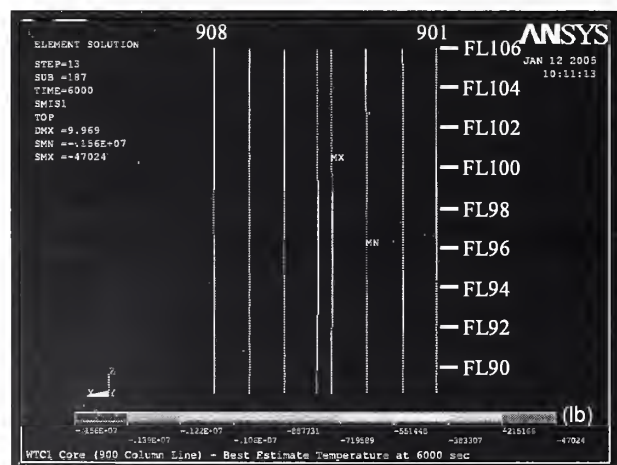 908
901
ANSYS
ELEMENT SOLUTION
STEP=13
SUB =187
TIME=6000
SMIS1
TOP
DMX =9.969
SMN =-.156E+07
SMX =-47024
JAN 12 2005
10:11:13
FL106
FL104
FL102
FL100
FL98
FL96
FL94
FL92
FL90
MX
MN
Z
X
Y
(lb)
-.156E+07
-.139E+07
-.122E+07
-.106E+07
-887731
-719589
-551448
-383307
-215166
-47024
WTC1 Core (900 Column Line) - Best Estimate Temperature at 6000 sec